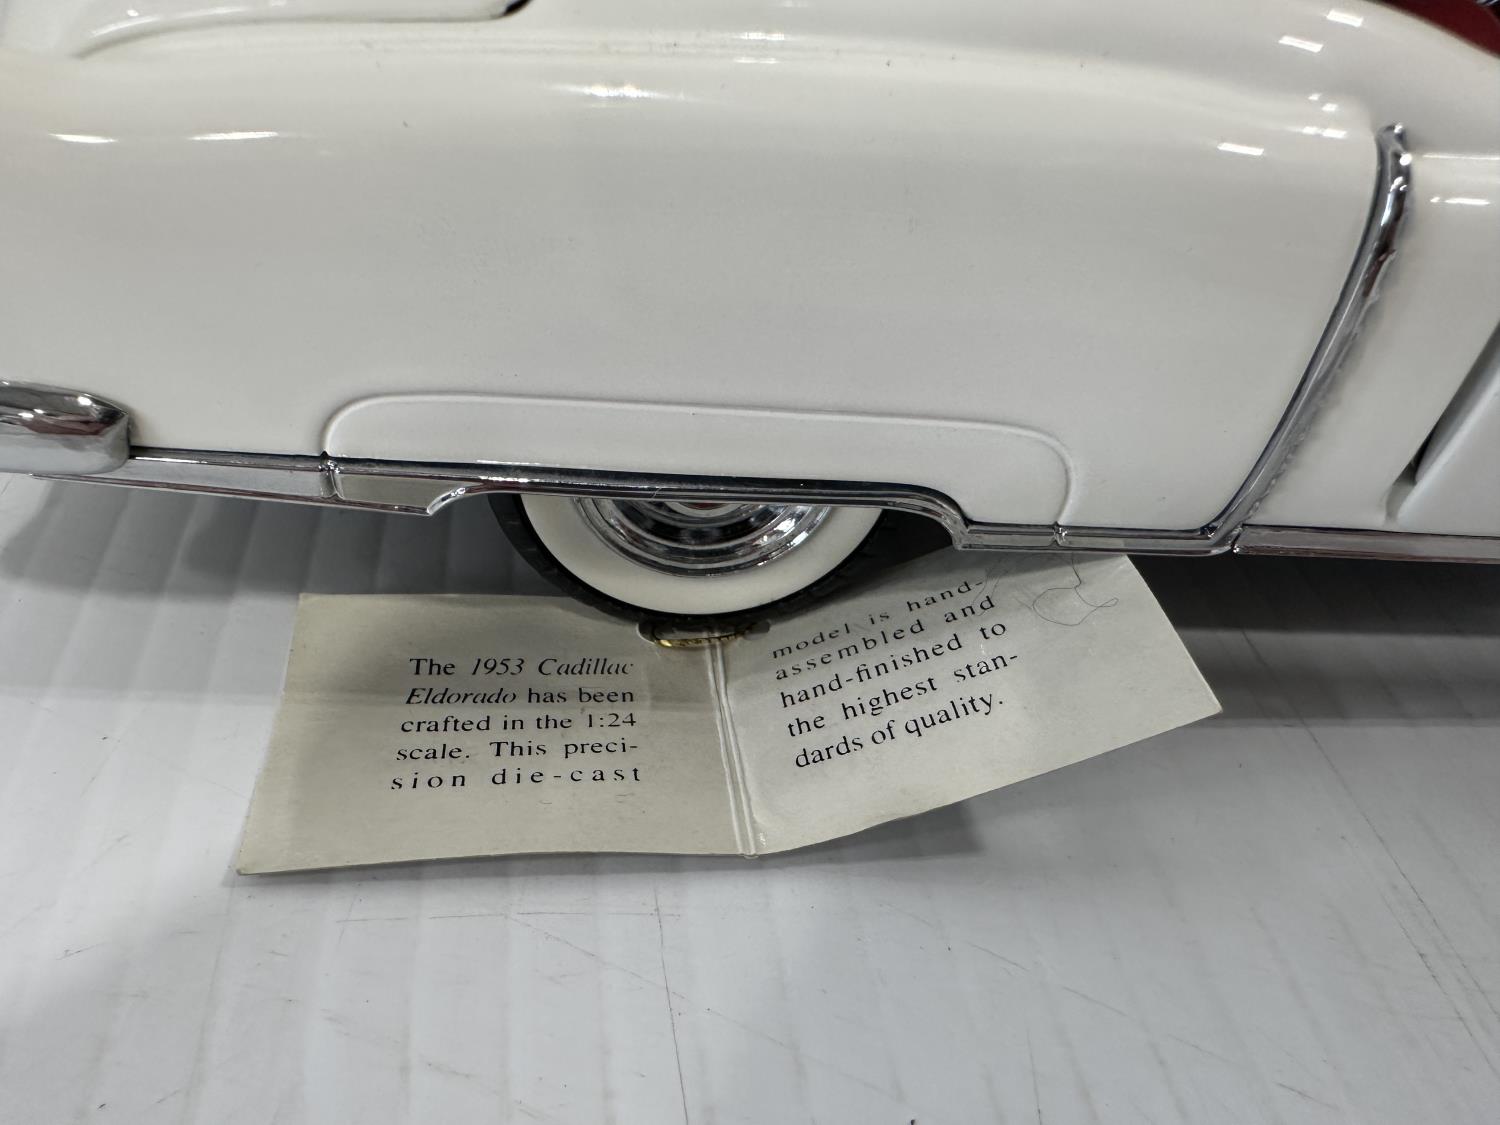 The 1953 Cadillac
Eldorado has been
crafted in the 1:24
scale. This preci-
sion die-cast
model is hand-
assembled and
hand-finished to
the highest stan-
dards of quality.